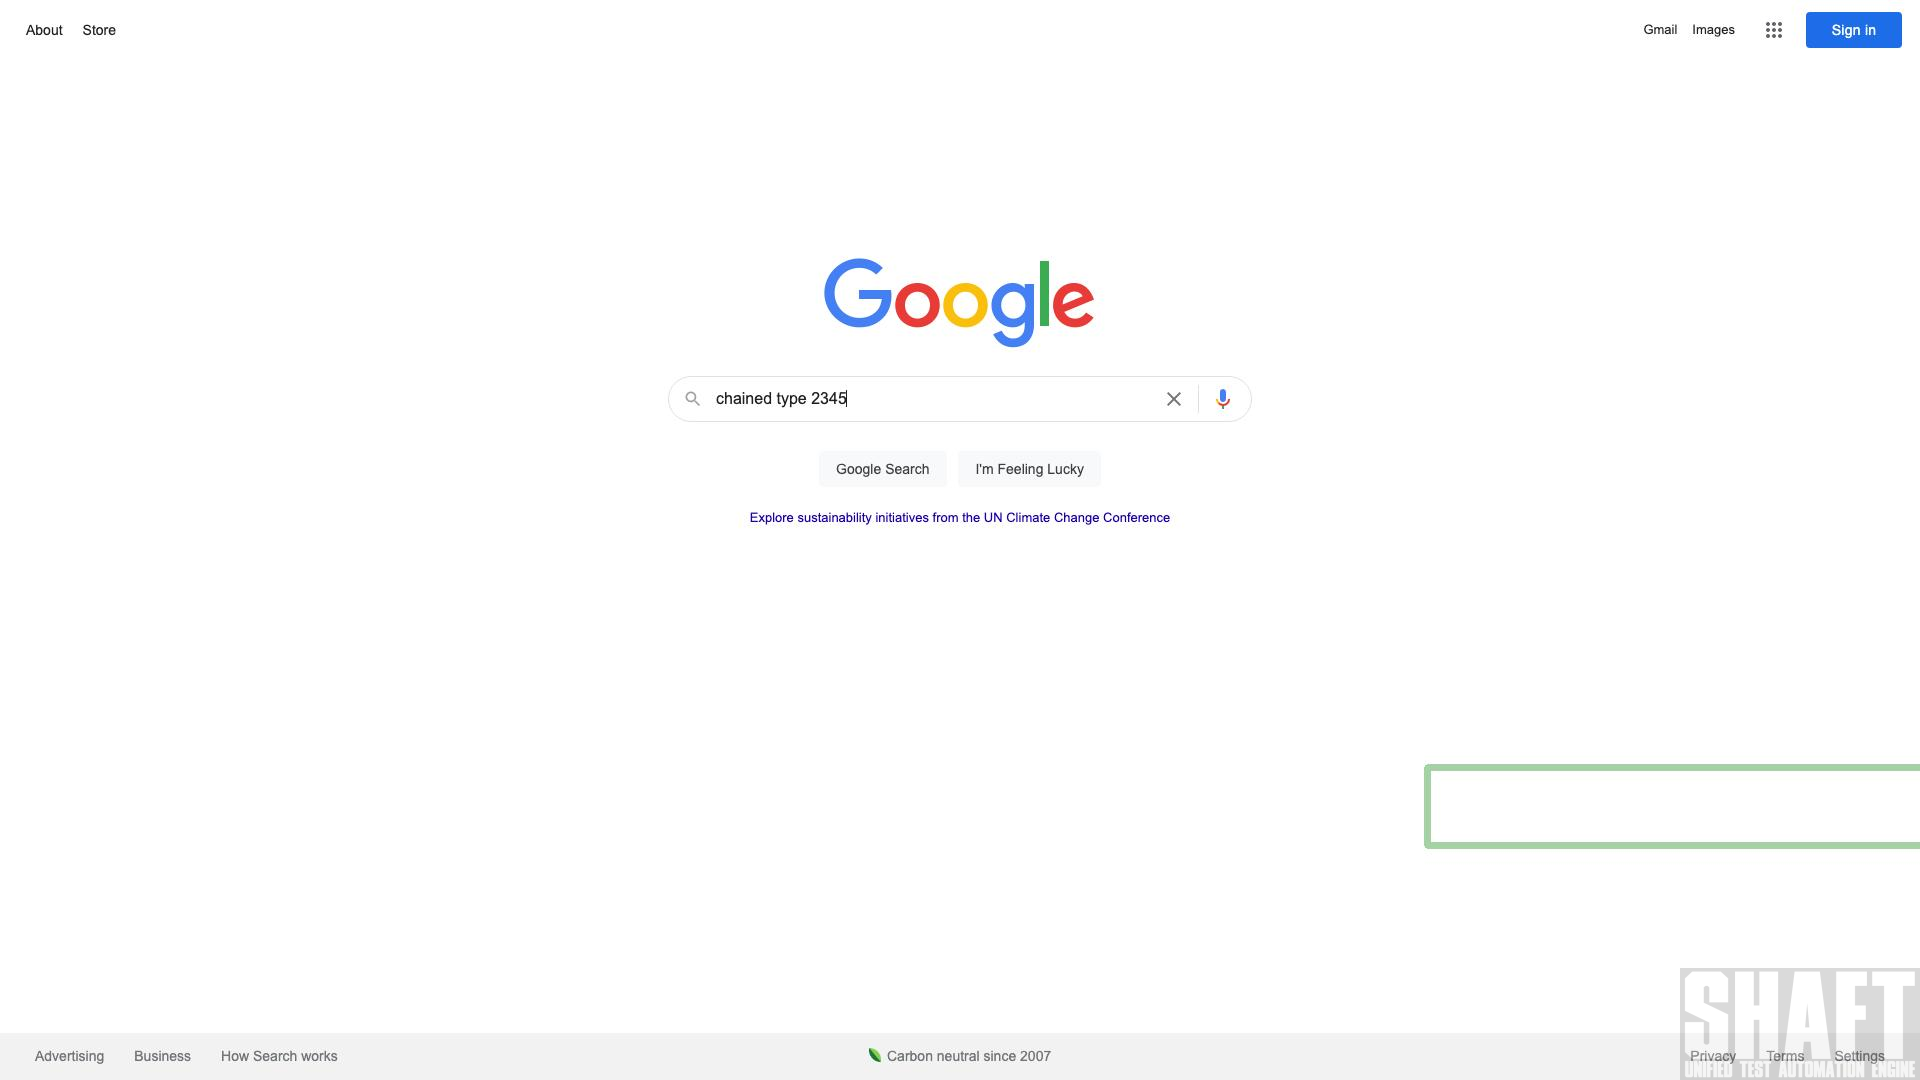 About Store
Gmail Images Sign in
Google
chained type 2345
Google Search I'm Feeling Lucky
Explore sustainability initiatives from the UN Climate Change Conference
SHAFT
Advertising Business How Search works Carbon neutral since 2007 Privacy Terms Settings
UNIFIED TEST AUTOMATION ENGINE